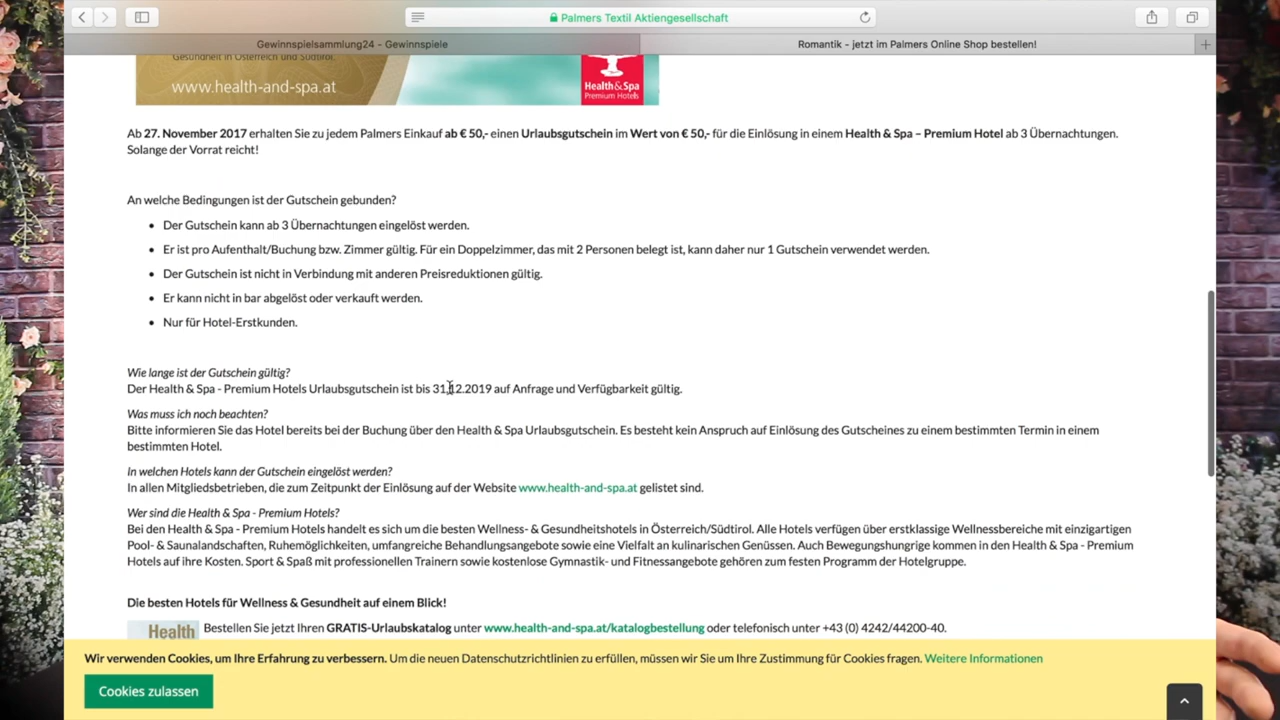 Palmers Textil Aktiengesellschaft
Gewinnspielsammlung24 - Gewinnspiele
Romantik - jetzt im Palmers Online Shop bestellen!
Gesundheit in Österreich und Südtirol.
www.health-and-spa.at
Health&Spa
Premium Hotels
Ab 27. November 2017 erhalten Sie zu jedem Palmers Einkauf ab € 50,- einen Urlaubsgutschein im Wert von € 50,- für die Einlösung in einem Health & Spa – Premium Hotel ab 3 Übernachtungen.
Solange der Vorrat reicht!
An welche Bedingungen ist der Gutschein gebunden?
• Der Gutschein kann ab 3 Übernachtungen eingelöst werden.
• Er ist pro Aufenthalt/Buchung bzw. Zimmer gültig. Für ein Doppelzimmer, das mit 2 Personen belegt ist, kann daher nur 1 Gutschein verwendet werden.
• Der Gutschein ist nicht in Verbindung mit anderen Preisreduktionen gültig.
• Er kann nicht in bar abgelöst oder verkauft werden.
• Nur für Hotel-Erstkunden.
Wie lange ist der Gutschein gültig?
Der Health & Spa - Premium Hotels Urlaubsgutschein ist bis 31.12.2019 auf Anfrage und Verfügbarkeit gültig.
Was muss ich noch beachten?
Bitte informieren Sie das Hotel bereits bei der Buchung über den Health & Spa Urlaubsgutschein. Es besteht kein Anspruch auf Einlösung des Gutscheines zu einem bestimmten Termin in einem
bestimmten Hotel.
In welchen Hotels kann der Gutschein eingelöst werden?
In allen Mitgliedsbetrieben, die zum Zeitpunkt der Einlösung auf der Website www.health-and-spa.at gelistet sind.
Wer sind die Health & Spa - Premium Hotels?
Bei den Health & Spa - Premium Hotels handelt es sich um die besten Wellness- & Gesundheitshotels in Österreich/Südtirol. Alle Hotels verfügen über erstklassige Wellnessbereiche mit einzigartigen
Pool- & Saunalandschaften, Ruhemöglichkeiten, umfangreiche Behandlungsangebote sowie eine Vielfalt an kulinarischen Genüssen. Auch Bewegungshungrige kommen in den Health & Spa - Premium
Hotels auf ihre Kosten. Sport & Spaß mit professionellen Trainern sowie kostenlose Gymnastik- und Fitnessangebote gehören zum festen Programm der Hotelgruppe.
Die besten Hotels für Wellness & Gesundheit auf einem Blick!
Health
Bestellen Sie jetzt Ihren GRATIS-Urlaubskatalog unter www.health-and-spa.at/katalogbestellung oder telefonisch unter +43 (0) 4242/44200-40.
Wir verwenden Cookies, um Ihre Erfahrung zu verbessern. Um die neuen Datenschutzrichtlinien zu erfüllen, müssen wir Sie um Ihre Zustimmung für Cookies fragen. Weitere Informationen
Cookies zulassen